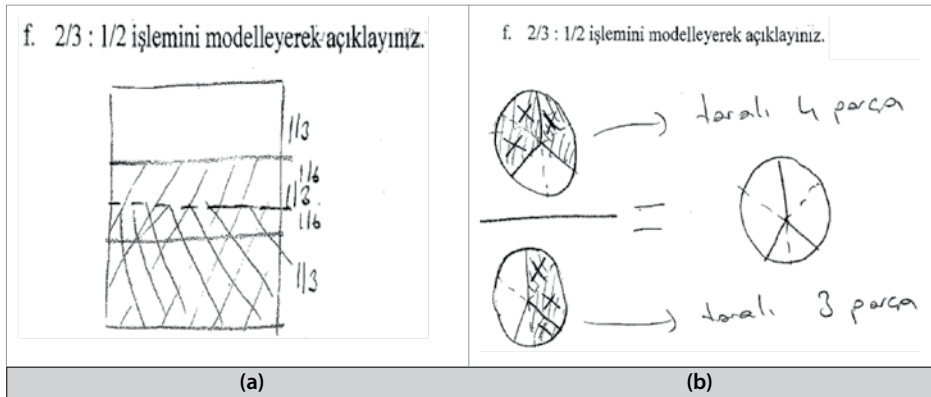 f. 2/3 : 1/2 işlemini modelleyerek açıklayınız.
1/3
1/6
1/3
1/6
1/3
(a)
f. 2/3 : 1/2 işlemini modelleyerek açıklayınız.
taralı 4 parça
=
taralı 3 parça
(b)